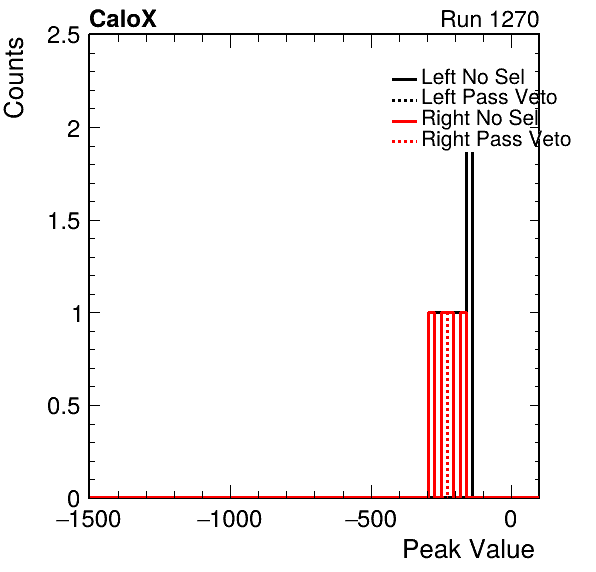 CaloX Run 1270
Counts
2.5
2
1.5
1
0.5
0
Left No Sel
Left Pass Veto
Right No Sel
Right Pass Veto
−1500 −1000 −500 0
Peak Value